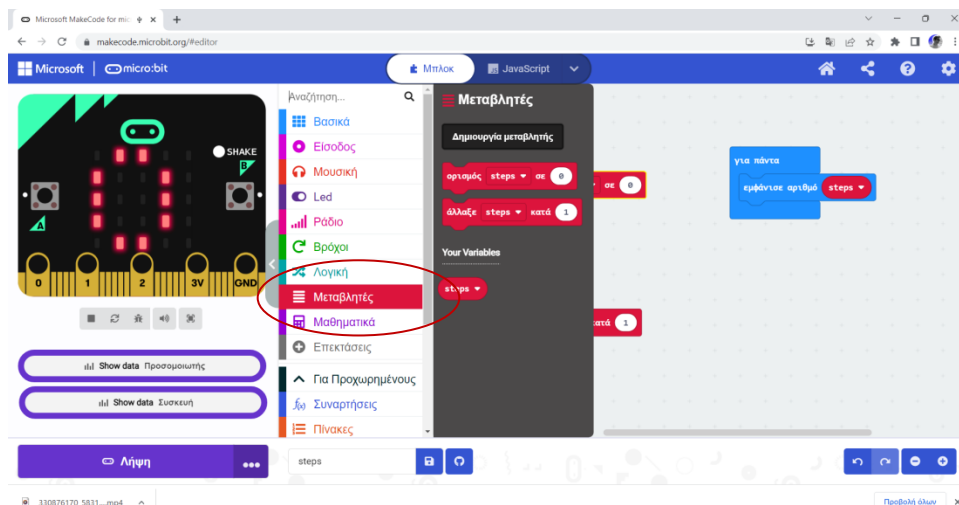 Microsoft MakeCode for mic
makecode.microbit.org/#editor
Microsoft | micro:bit
Μπλοκ
JavaScript
Αναζήτηση...
Βασικά
Είσοδος
Μουσική
Led
Ράδιο
Βρόχοι
Λογική
Μεταβλητές
Μαθηματικά
Επεκτάσεις
Για Προχωρημένους
f(x) Συναρτήσεις
Πίνακες
SHAKE
B
A
0 1 2 3V GND
Show data Προσομοιωτής
Show data Συσκευή
Μεταβλητές
Δημιουργία μεταβλητής
ορισμός steps σε 0
άλλαξε steps κατά 1
Your Variables
steps
σε 0
κατά 1
για πάντα
εμφάνισε αριθμό steps
Λήψη
steps
330876170_5831....mp4
Προβολή όλων